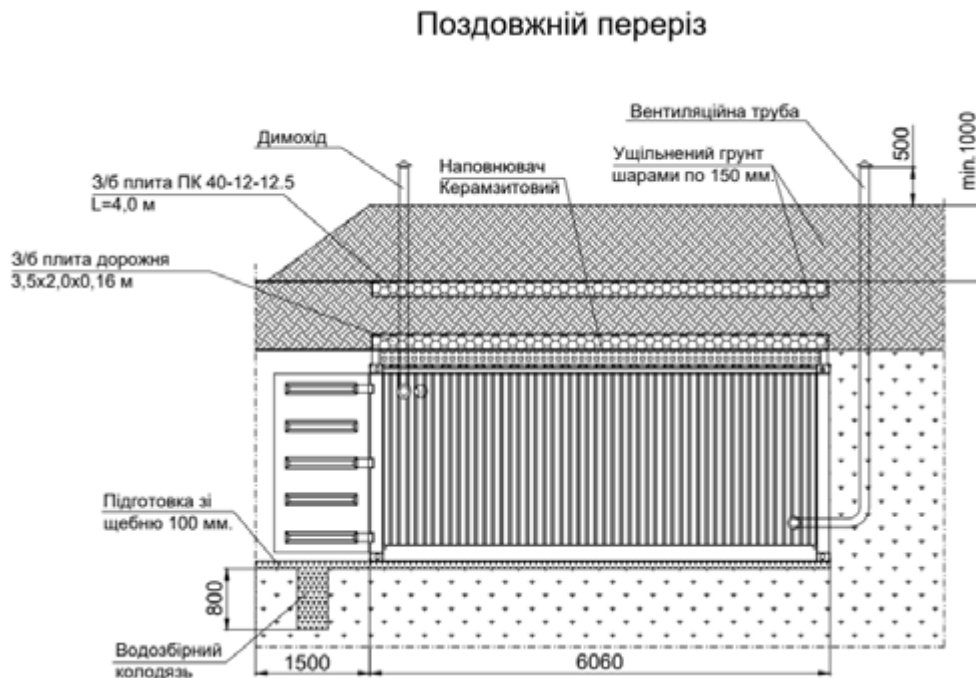 Поздовжній переріз
Вентиляційна труба
Димохід
500
min.1000
Наповнювач
Керамзитовий
Ущільнений грунт
шарами по 150 мм.
З/б плита ПК 40-12-12.5
L=4,0 м
З/б плита дорожня
3,5х2,0х0,16 м
Підготовка зі
щебню 100 мм.
800
Водозбірний
колодязь
1500
6060